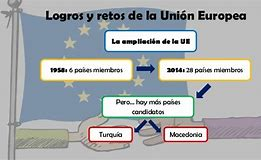 Logros y retos de la Unión Europea
La ampliación de la UE
1958: 6 países miembros
2014: 28 países miembros
Pero... hay más países
candidatos
Turquía
Macedonia